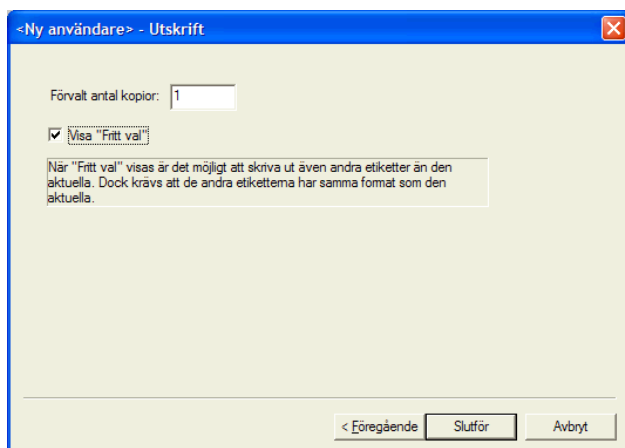 <Ny användare> - Utskrift
Förvalt antal kopior: 1
Visa "Fritt val"
När "Fritt val" visas är det möjligt att skriva ut även andra etiketter än den
aktuella. Dock krävs att de andra etiketterna har samma format som den
aktuella.
< Föregående Slutför Avbryt